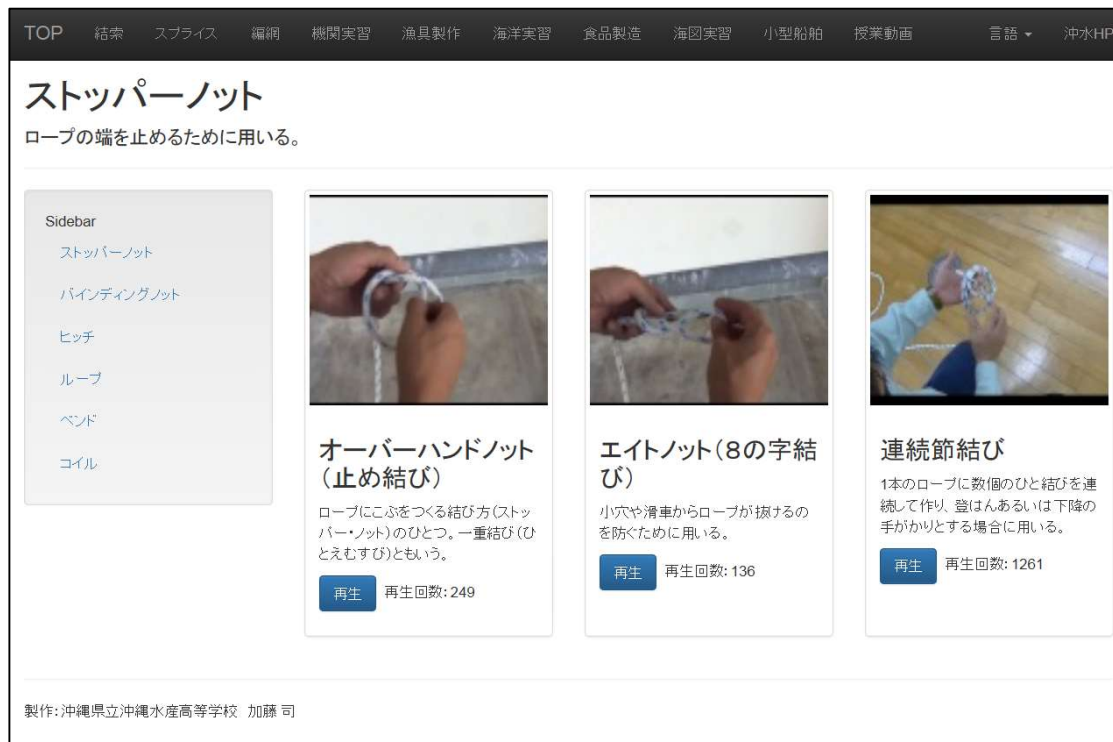 TOP 結索 スプライス 編網 機関実習 漁具製作 海洋実習 食品製造 海図実習 小型船舶 授業動画 言語 沖水HP
ストッパーノット
ロープの端を止めるために用いる。
Sidebar
ストッパーノット
バインディングノット
ヒッチ
ループ
ベンド
コイル
オーバーハンドノット
(止め結び)
ロープにこぶをつくる結び方(ストッ
パー・ノット)のひとつ。一重結び(ひ
とえむすび)ともいう。
再生 再生回数: 249
エイトノット(8の字結
び)
小穴や滑車からロープが抜けるの
を防ぐために用いる。
再生 再生回数: 136
連続節結び
1本のロープに数個のひと結びを連
続して作り、登はんあるいは下降の
手がかりとする場合に用いる。
再生 再生回数: 1261
製作:沖縄県立沖縄水産高等学校 加藤 司